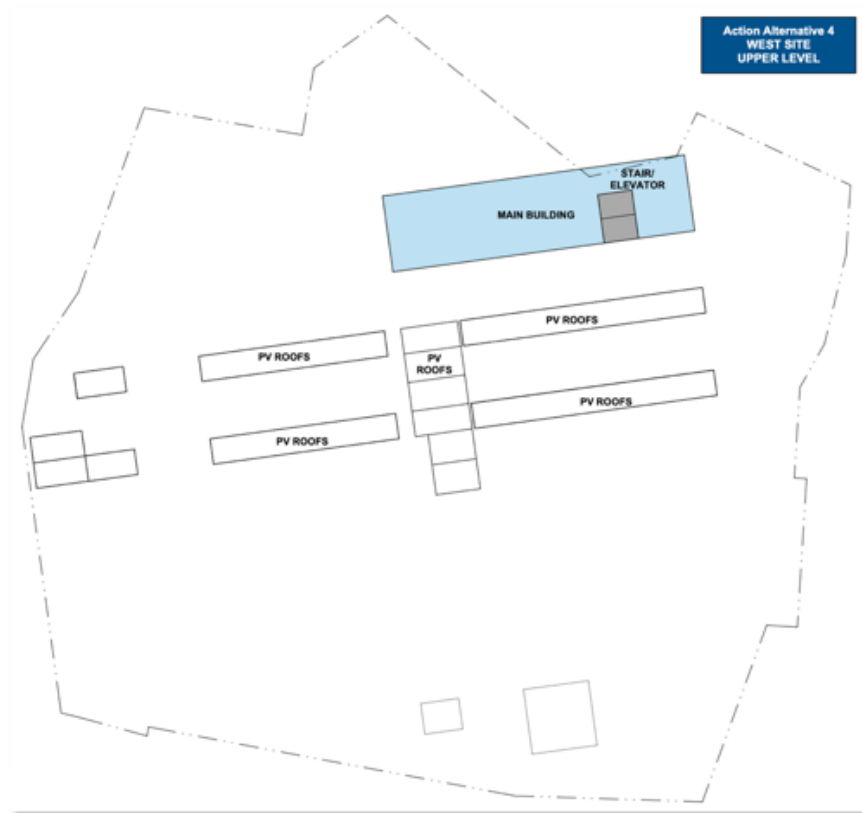 Action Alternative 4
WEST SITE
UPPER LEVEL
STAIR/
ELEVATOR
MAIN BUILDING
PV ROOFS
PV ROOFS
PV
ROOFS
PV ROOFS
PV ROOFS